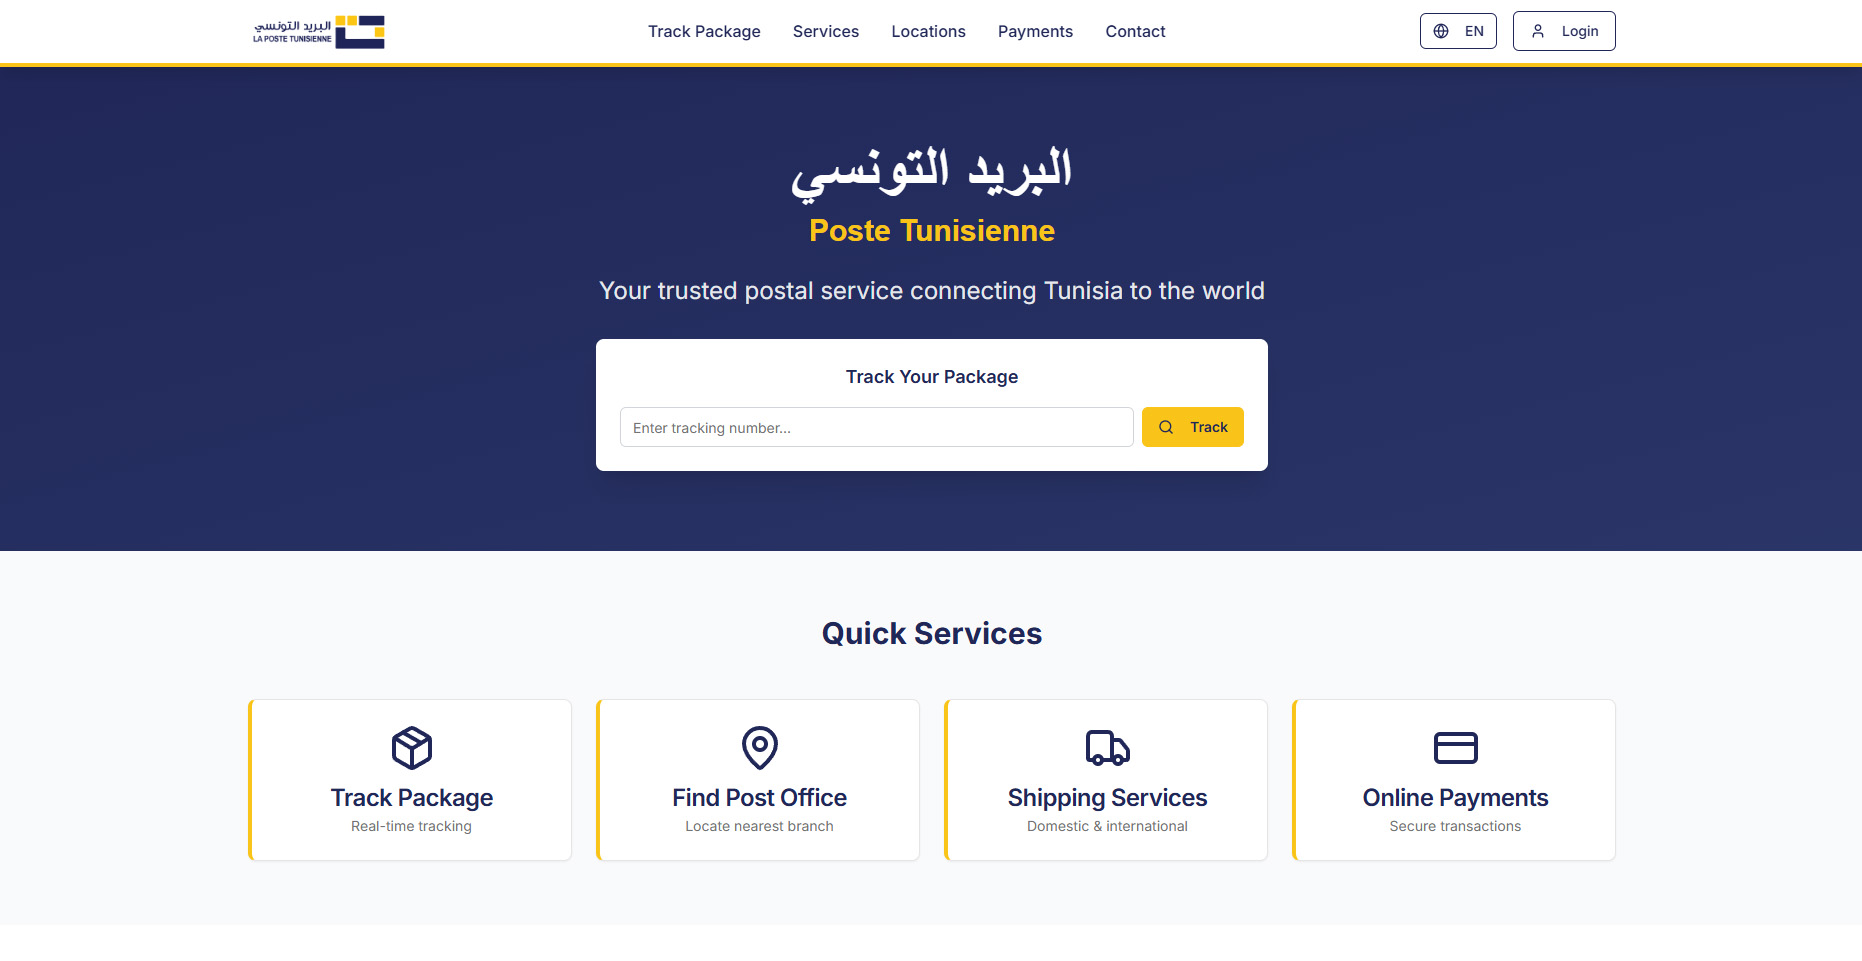 البريد التونسي
LA POSTE TUNISIENNE
Track Package
Services
Locations
Payments
Contact
EN
Login
البريد التونسي
Poste Tunisienne
Your trusted postal service connecting Tunisia to the world
Track Your Package
Enter tracking number...
Track
Quick Services
Track Package
Real-time tracking
Find Post Office
Locate nearest branch
Shipping Services
Domestic & international
Online Payments
Secure transactions